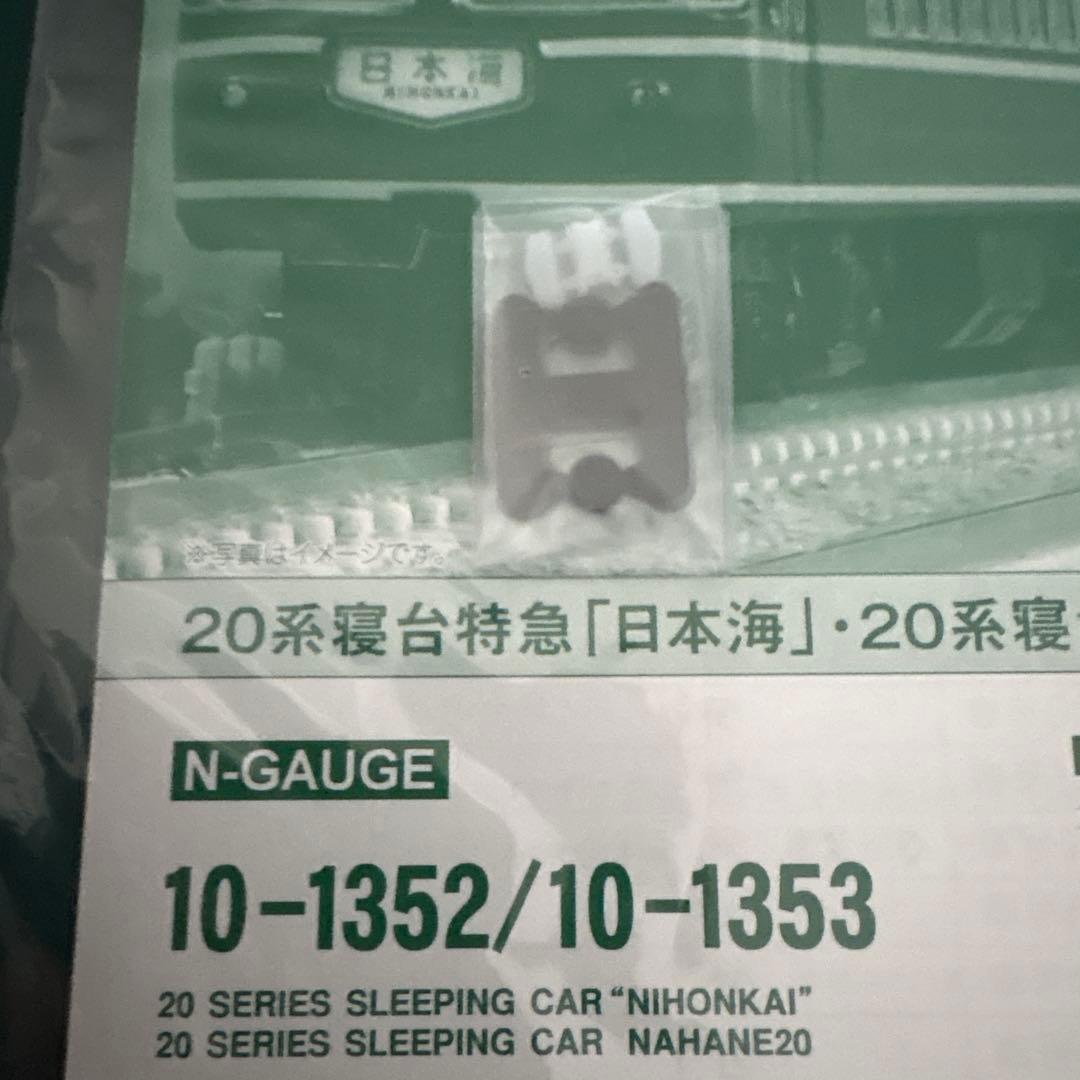 日本海
NIHONKAI
※写真はイメージです。
20系寝台特急「日本海」・20系寝
N-GAUGE
10-1352/10-1353
20 SERIES SLEEPING CAR “NIHONKAI”
20 SERIES SLEEPING CAR NAHANE20